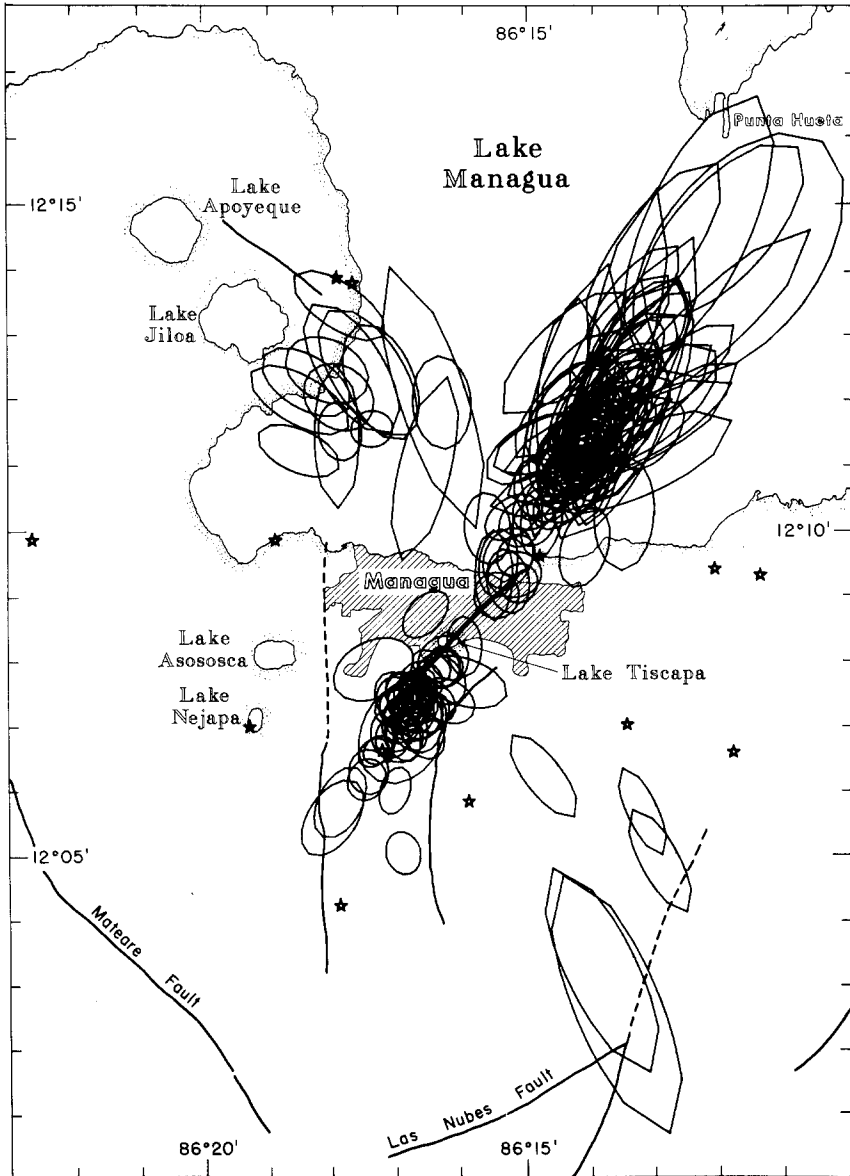 86°15'
Punta Hueta
Lake
Managua
Lake
Apoyeque
12°15'
Lake
Jiloa
12°10'
Managua
Lake
Asososca
Lake Tiscapa
Lake
Nejapa
12°05'
Mateare Fault
Las Nubes Fault
86°20'
86°15'